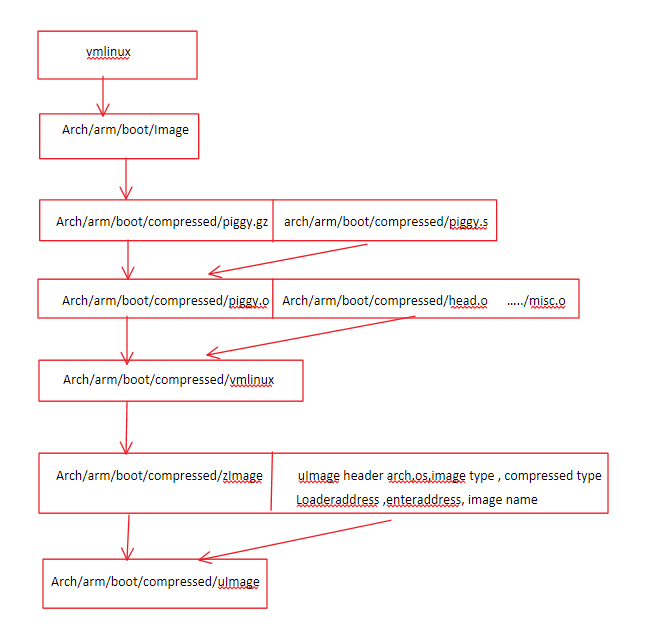 vmlinux
Arch/arm/boot/Image
Arch/arm/boot/compressed/piggy.gz
arch/arm/boot/compressed/piggy.s
Arch/arm/boot/compressed/piggy.o
Arch/arm/boot/compressed/head.o ...../misc.o
Arch/arm/boot/compressed/vmlinux
Arch/arm/boot/compressed/zImage
uImage header arch,os,image type , compressed type
Loaderaddress ,enteraddress, image name
Arch/arm/boot/compressed/uImage